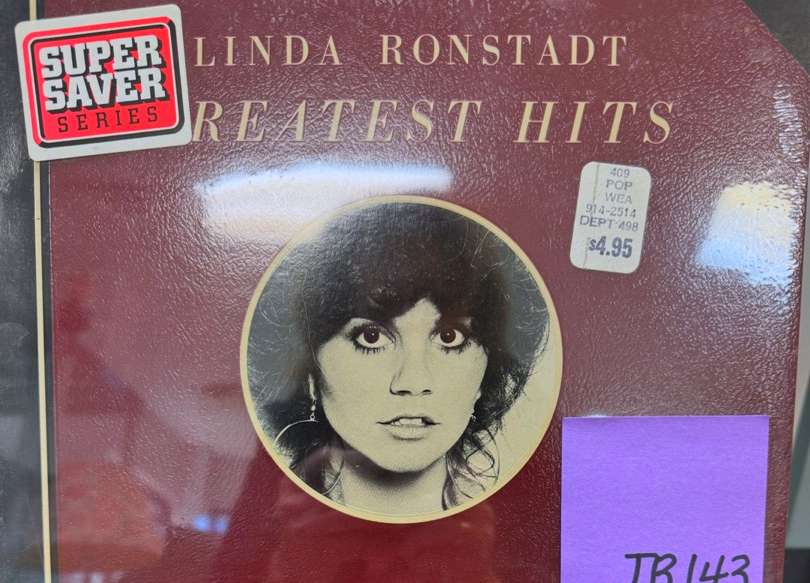 LINDA RONSTADT
REATEST HITS
SUPER
SAVER
SERIES
409
POP
WEA
914-2514
DEPT 498
$4.95
TB143